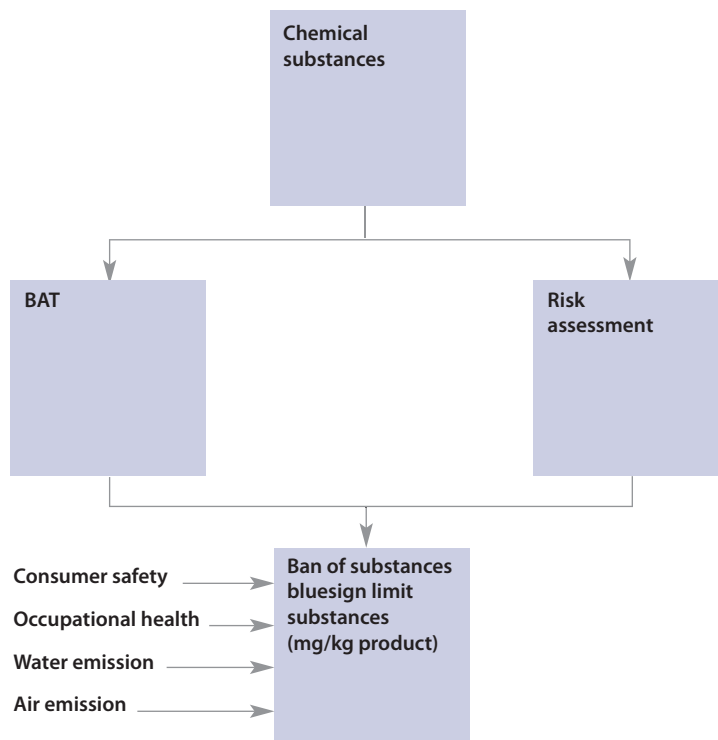 Chemical
substances
BAT
Risk
assessment
Ban of substances
bluesign limit
substances
(mg/kg product)
Consumer safety
Occupational health
Water emission
Air emission